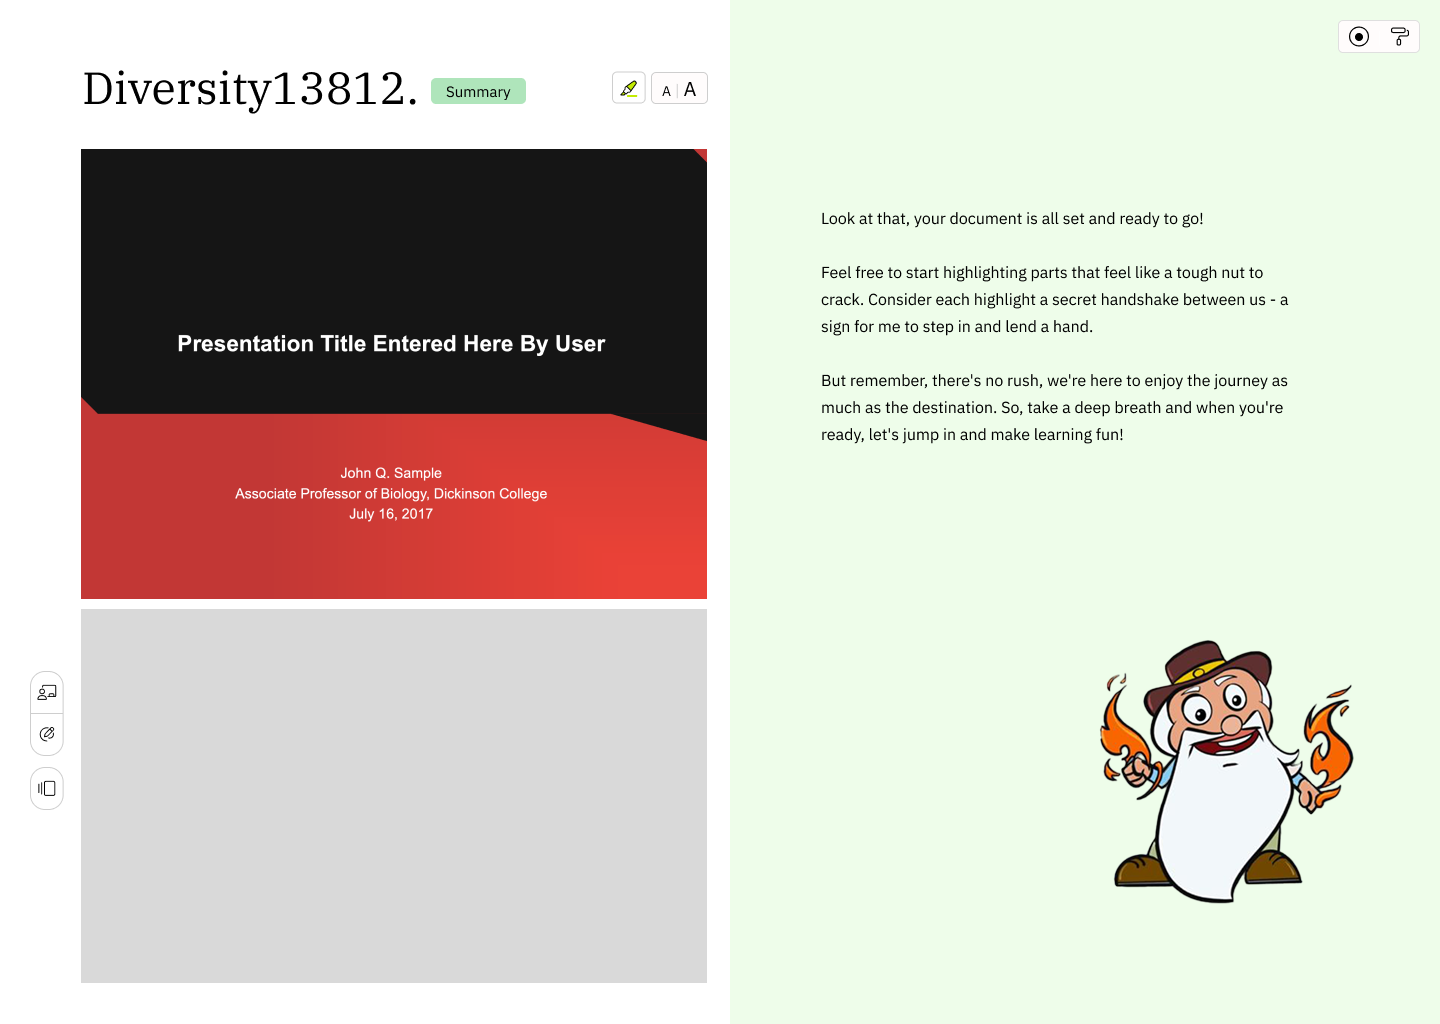 Diversity13812.
Summary
A | A
Presentation Title Entered Here By User
John Q. Sample
Associate Professor of Biology, Dickinson College
July 16, 2017
Look at that, your document is all set and ready to go!
Feel free to start highlighting parts that feel like a tough nut to
crack. Consider each highlight a secret handshake between us - a
sign for me to step in and lend a hand.
But remember, there's no rush, we're here to enjoy the journey as
much as the destination. So, take a deep breath and when you're
ready, let's jump in and make learning fun!